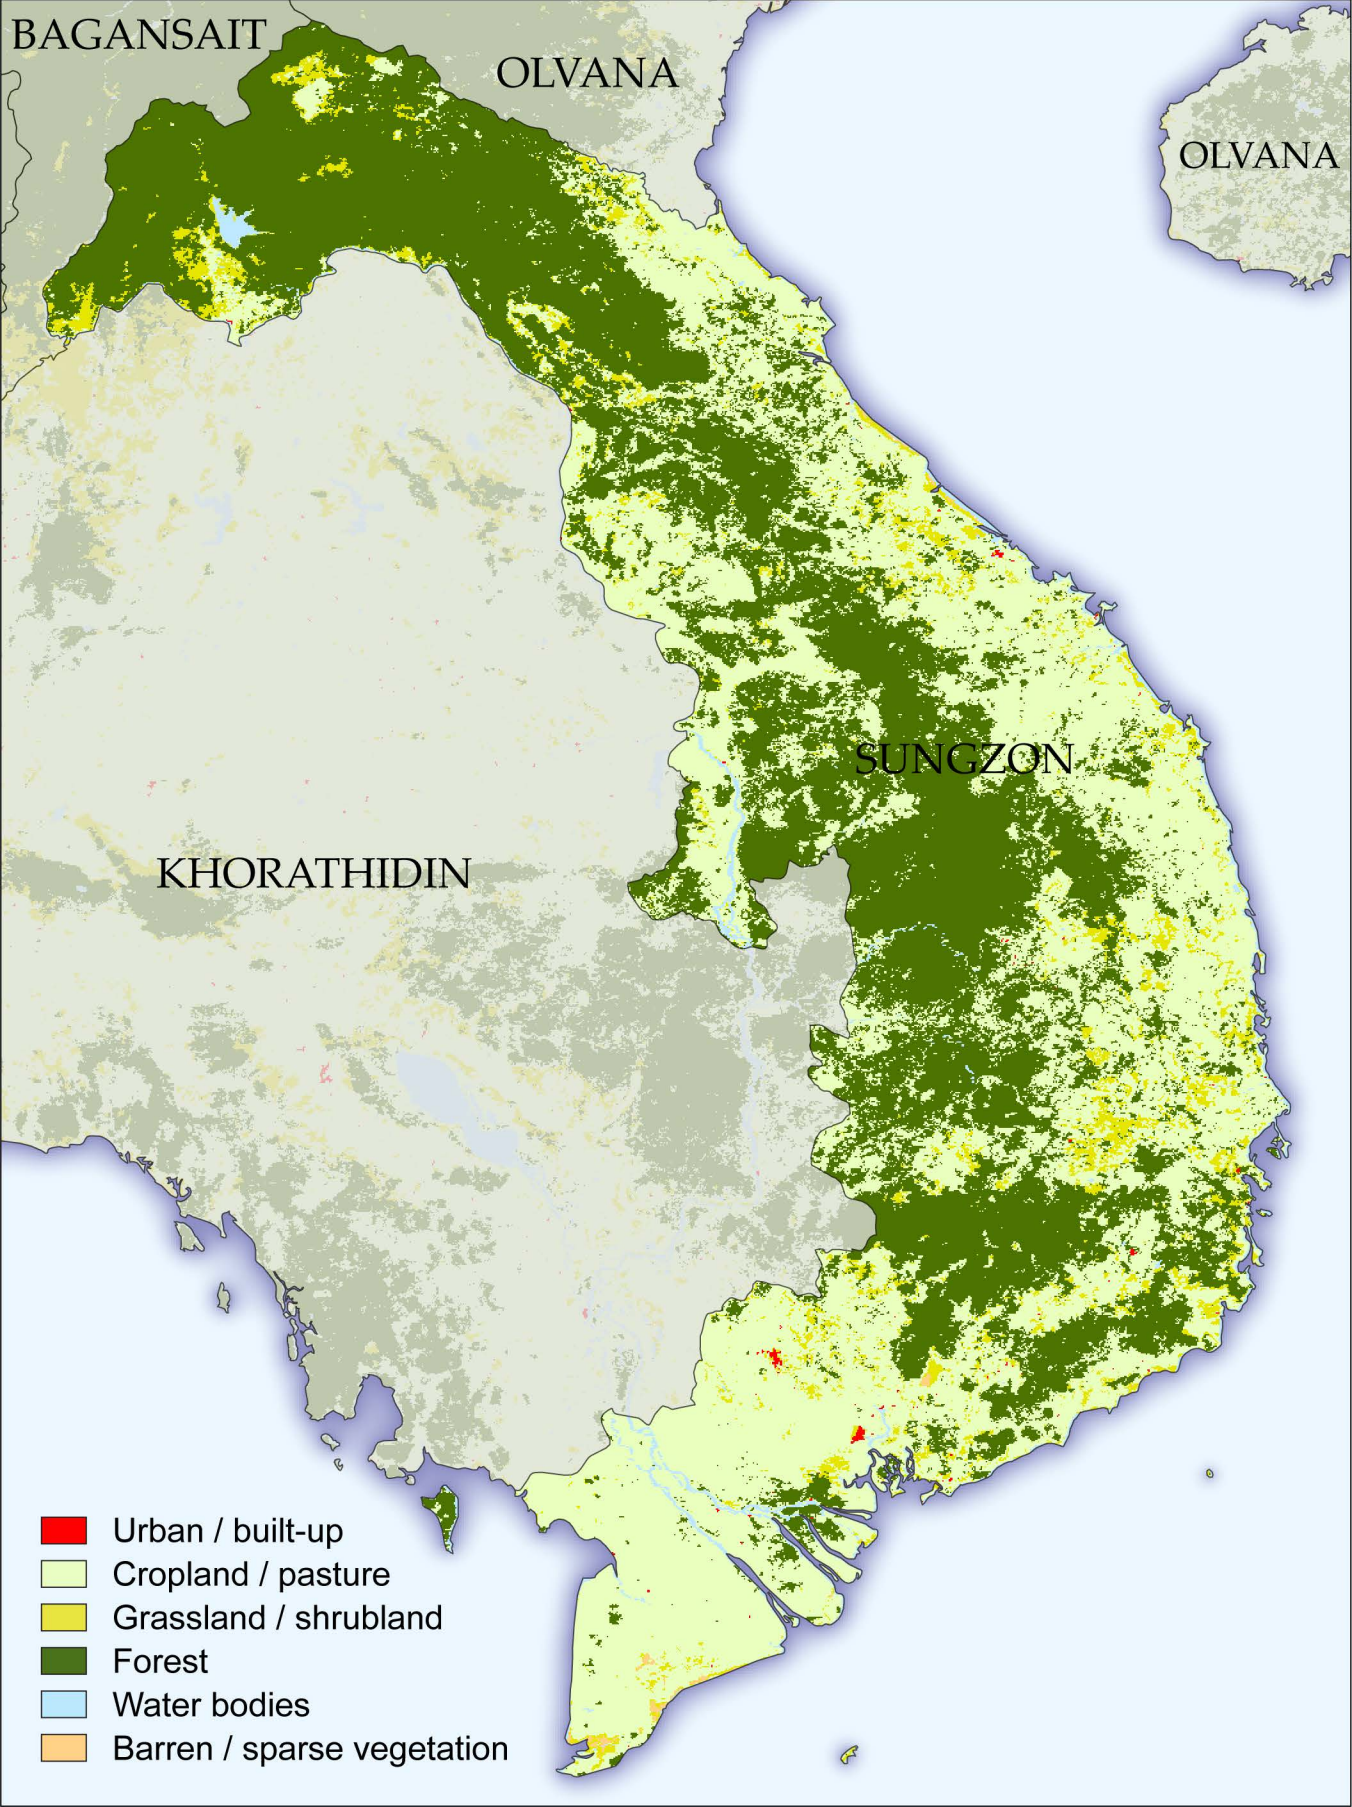 BAGANSAIT
OLVANA
OLVANA
SUNGZON
KHORATHIDIN
Urban / built-up
Cropland / pasture
Grassland / shrubland
Forest
Water bodies
Barren / sparse vegetation